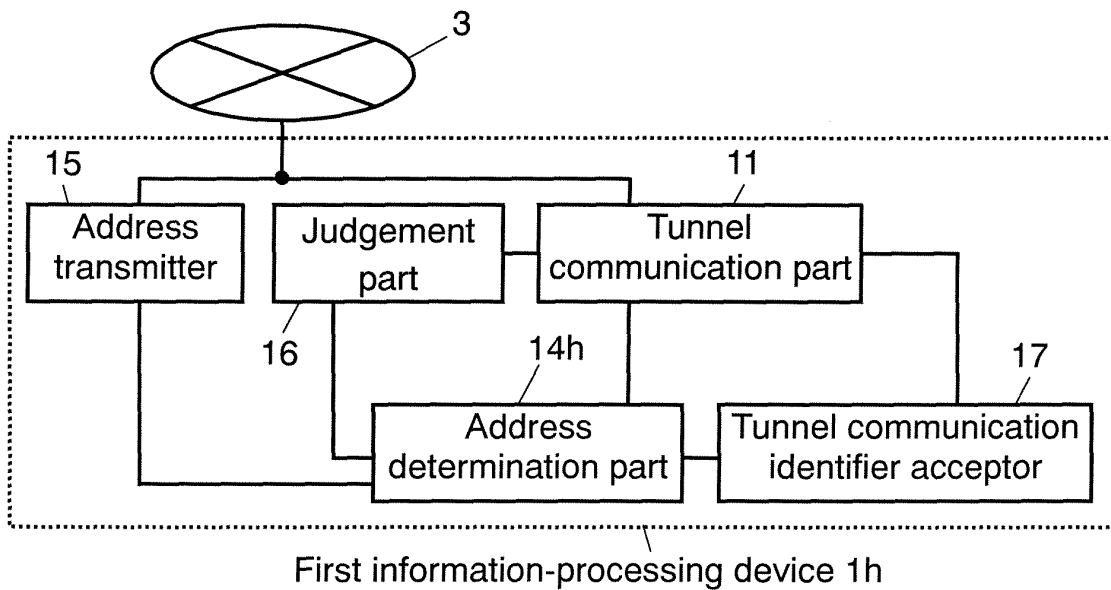 3
15
11
Address
transmitter
Judgement
part
Tunnel
communication part
16
14h
17
Address
determination part
Tunnel communication
identifier acceptor
First information-processing device 1h